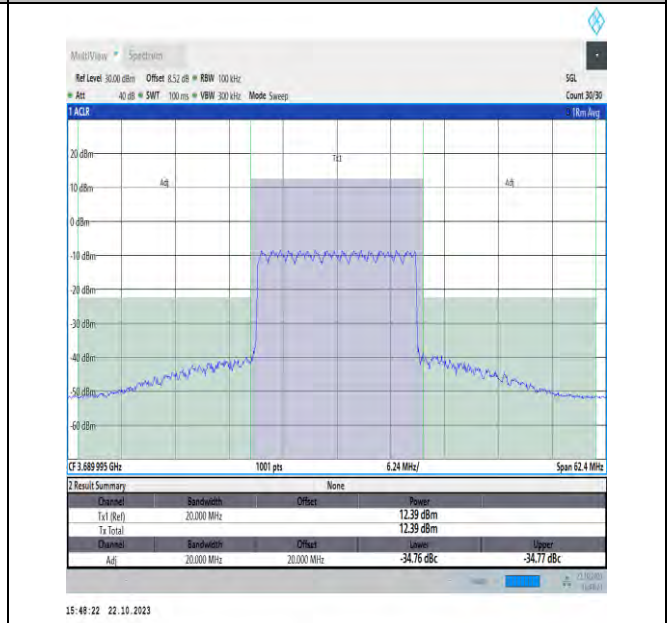 MultiView Spectrum
Ref Level 30.00 dBm Offset 8.52 dB RBW 100 kHz SGL
Att 40 dB SWT 100 ms VBW 300 kHz Mode Sweep Count 30/30
1 ACLR 1Rm Avg
Tx1
Adj Adj
20 dBm
10 dBm
0 dBm
-10 dBm
-20 dBm
-30 dBm
-40 dBm
-50 dBm
-60 dBm
CF 3.689 995 GHz 1001 pts 6.24 MHz/ Span 62.4 MHz
2 Result Summary None
Channel Bandwidth Offset Power
Tx1 (Ref) 20.000 MHz 12.39 dBm
Tx Total 12.39 dBm
Channel Bandwidth Offset Lower Upper
Adj 20.000 MHz 20.000 MHz -34.76 dBc -34.77 dBc
15:48:22 22.10.2023